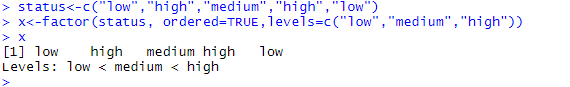 > status<-c("low","high","medium","high","low")
> x<-factor(status, ordered=TRUE,levels=c("low","medium","high"))
> x
[1] low    high   medium high   low
Levels: low < medium < high
>